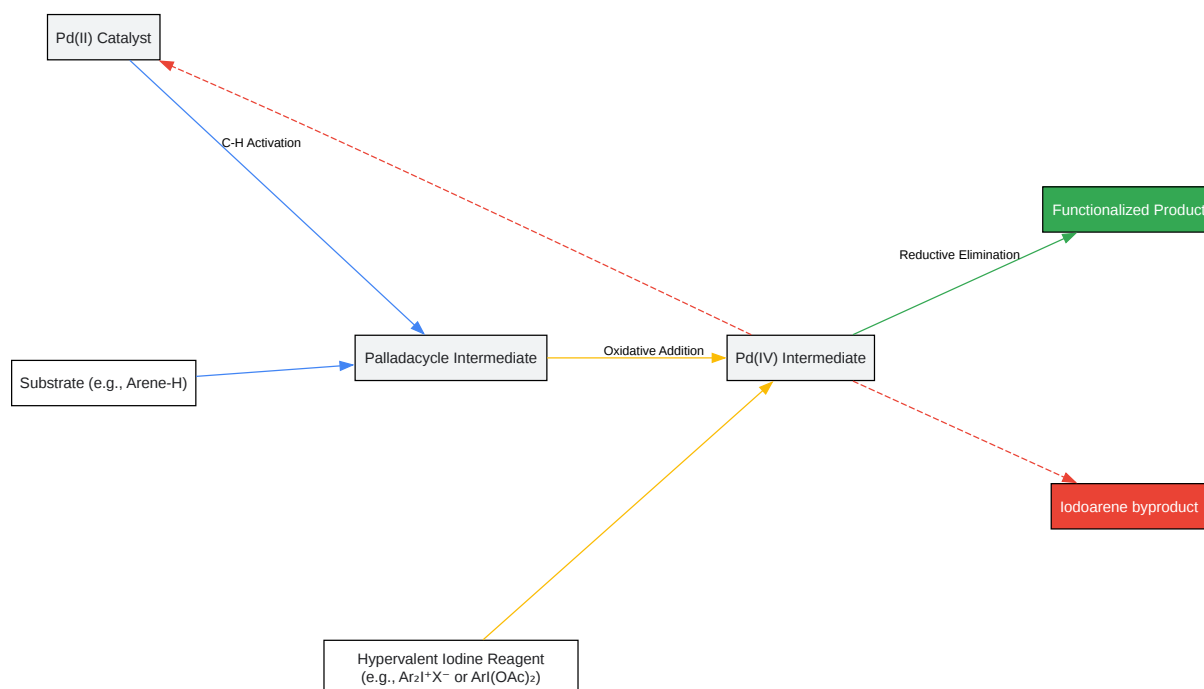 Pd(II) Catalyst
C-H Activation
Functionalized Product
Reductive Elimination
Oxidative Addition
Palladacycle Intermediate
Pd(IV) Intermediate
Substrate (e.g., Arene-H)
Iodoarene byproduct
Hypervalent Iodine Reagent
(e.g., Ar₂I⁺X⁻ or ArI(OAc)₂)